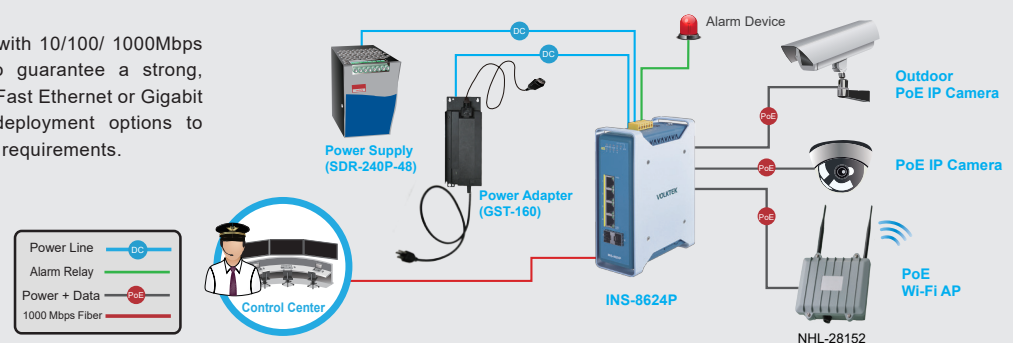 with 10/100/ 1000Mbps
guarantee a strong,
Fast Ethernet or Gigabit
deployment options to
requirements.
DC
DC
Alarm Device
Outdoor
PoE IP Camera
PoE
Power Supply
(SDR-240P-48)
PoE
PoE IP Camera
Power Adapter
(GST-160)
VOLKTEK
PoE
Power Line
DC
Alarm Relay
Power + Data
PoE
1000 Mbps Fiber
Control Center
INS-8624P
PoE
Wi-Fi AP
NHL-28152